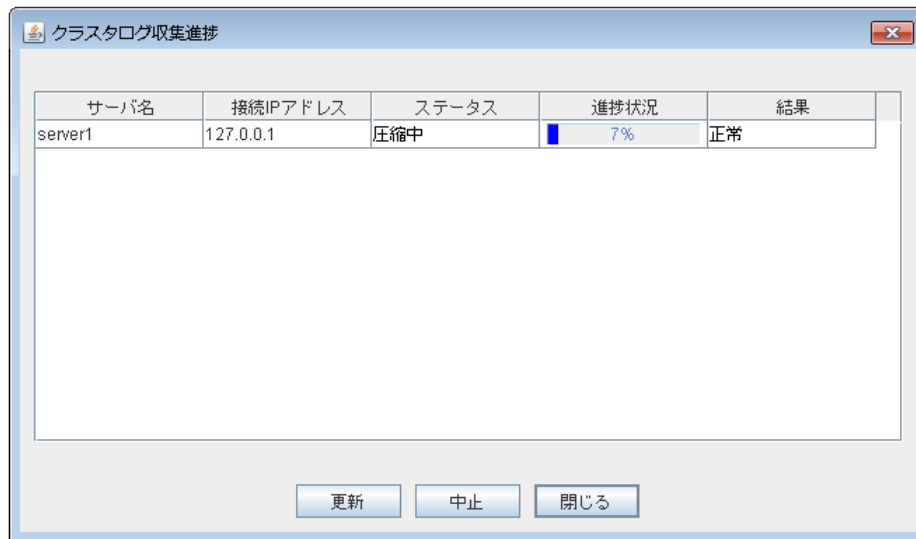 クラスタログ収集進捗
サーバ名 接続IPアドレス ステータス 進捗状況 結果
server1 127.0.0.1 圧縮中 7% 正常
更新 中止 閉じる